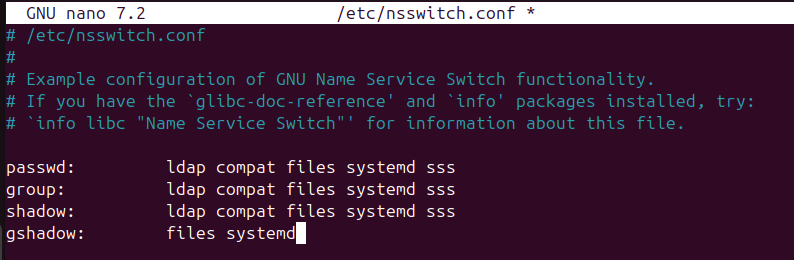 GNU nano 7.2 /etc/nsswitch.conf *
# /etc/nsswitch.conf
#
# Example configuration of GNU Name Service Switch functionality.
# If you have the `glibc-doc-reference' and `info' packages installed, try:
# `info libc "Name Service Switch"' for information about this file.
passwd: ldap compat files systemd sss
group: ldap compat files systemd sss
shadow: ldap compat files systemd sss
gshadow: files systemd